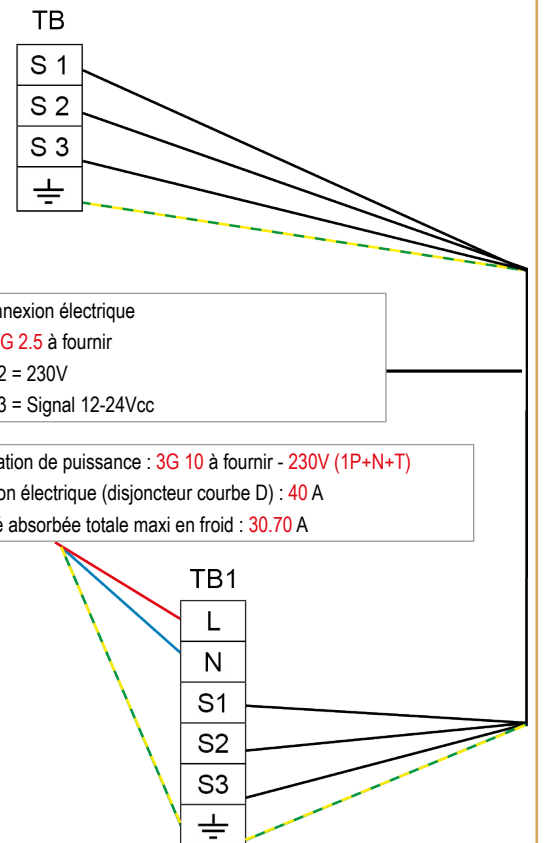 TB
S 1
S 2
S 3
nnexion électrique
G 2.5 à fournir
2 = 230V
3 = Signal 12-24Vcc
ation de puissance : 3G 10 à fournir - 230V (1P+N+T)
on électrique (disjoncteur courbe D) : 40 A
é absorbée totale maxi en froid : 30.70 A
TB1
L
N
S1
S2
S3